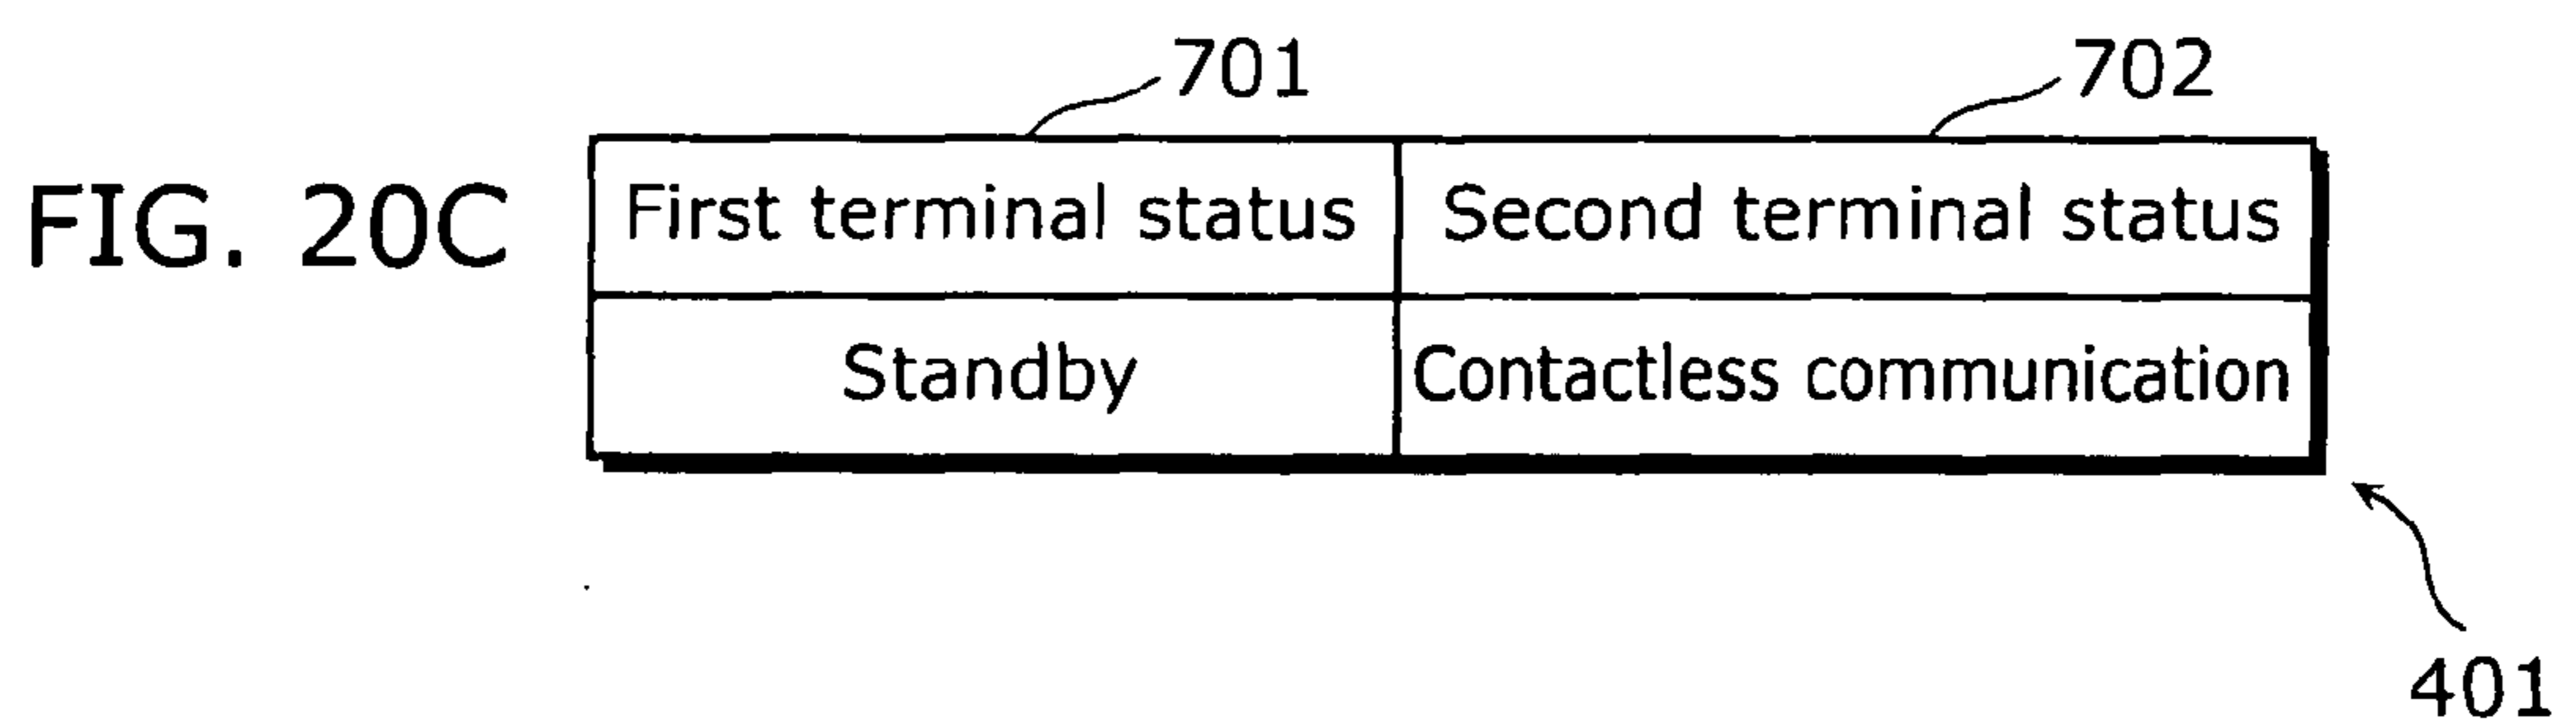 701
702
FIG. 20C
First terminal status
Second terminal status
Standby
Contactless communication
401